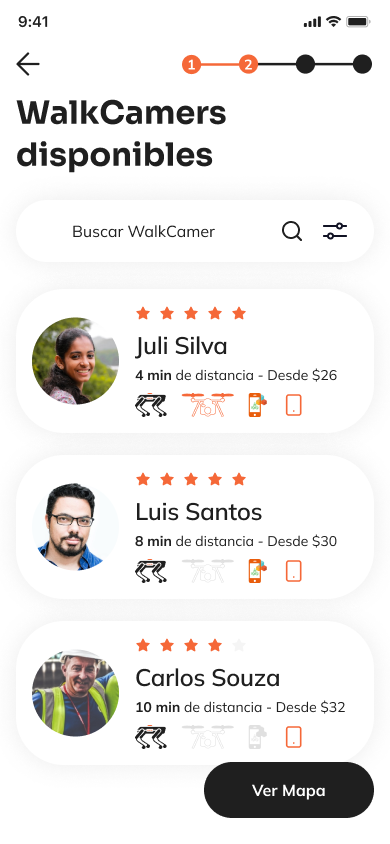 9:41
1 2
WalkCamers
disponibles
Buscar WalkCamer
Juli Silva
4 min de distancia - Desde $26
Luis Santos
8 min de distancia - Desde $30
Carlos Souza
10 min de distancia - Desde $32
Ver Mapa